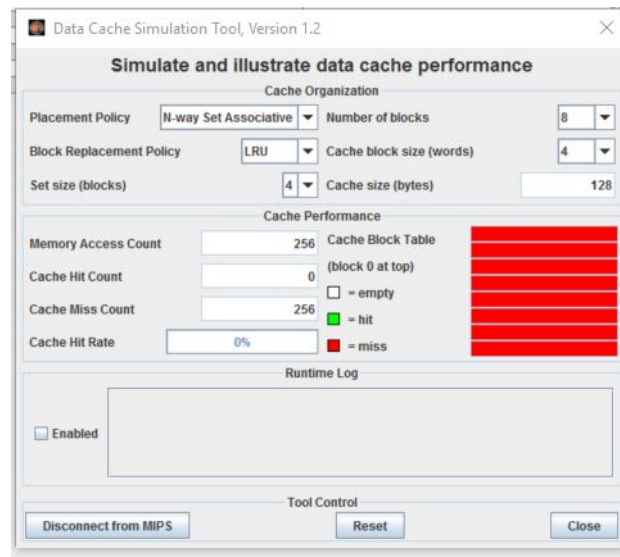 Data Cache Simulation Tool, Version 1.2
Simulate and illustrate data cache performance
Cache Organization
Placement Policy N-way Set Associative Number of blocks 8
Block Replacement Policy LRU Cache block size (words) 4
Set size (blocks) 4 Cache size (bytes) 128
Cache Performance
Memory Access Count 256 Cache Block Table
(block 0 at top)
Cache Hit Count 0
= empty
Cache Miss Count 256
= hit
Cache Hit Rate 0%
= miss
Runtime Log
Enabled
Tool Control
Disconnect from MIPS Reset Close